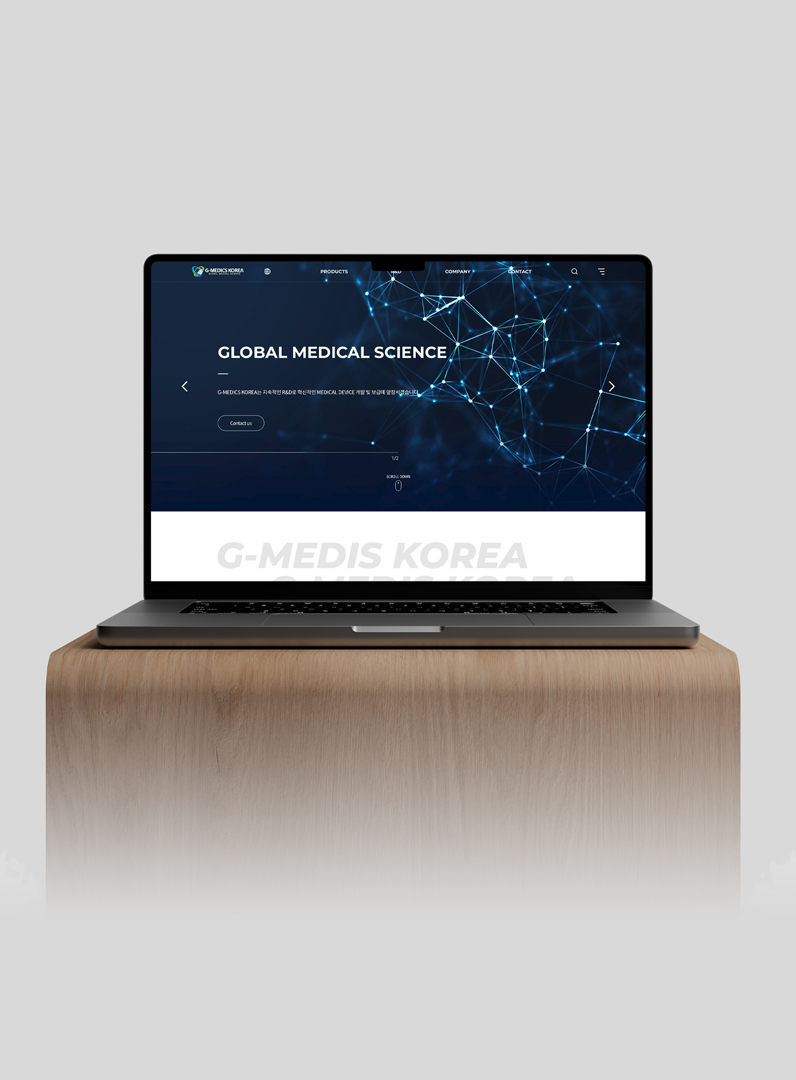 G-MEDICS KOREA
GLOBAL MEDICAL SCIENCE
PRODUCTS
R&D
COMPANY
CONTACT
GLOBAL MEDICAL SCIENCE
G-MEDICS KOREA는 지속적인 R&D로 혁신적인 MEDICAL DEVICE 개발 및 보급에 앞장서겠습니다.
Contact us
1/2
SCROLL DOWN
G-MEDIS KOREA
G-MEDIS KOREA